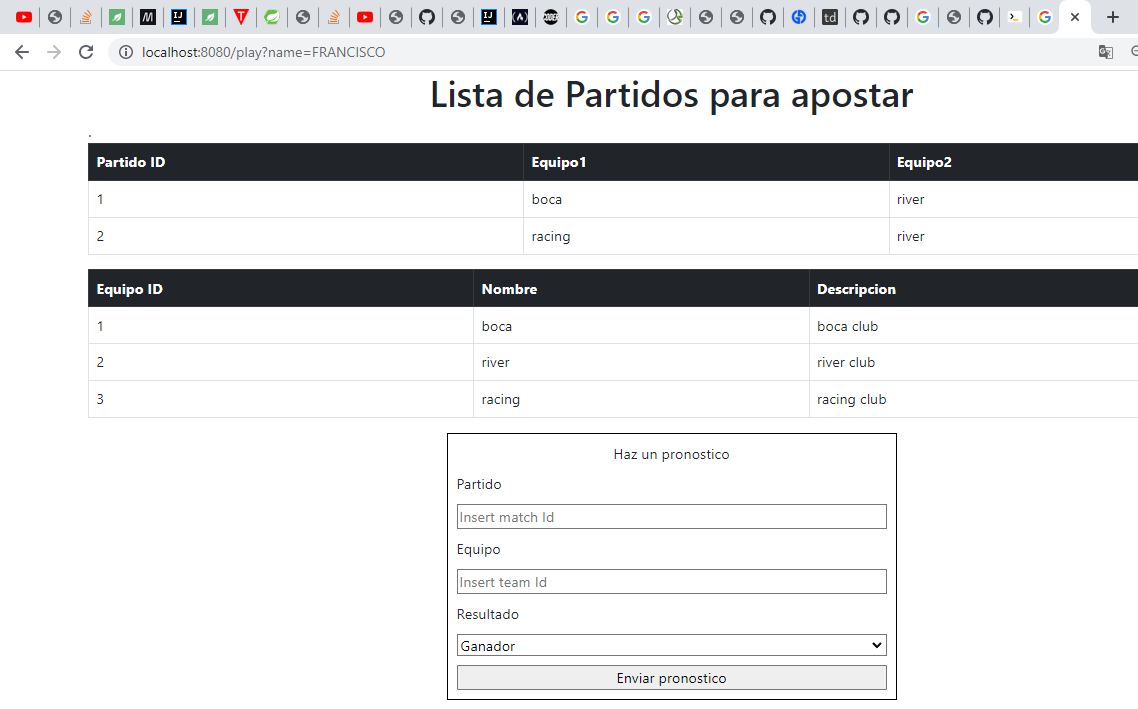 localhost:8080/play?name=FRANCISCO
Lista de Partidos para apostar
.
Partido ID Equipo1 Equipo2
1 boca river
2 racing river
Equipo ID Nombre Descripcion
1 boca boca club
2 river river club
3 racing racing club
Haz un pronostico
Partido
Insert match Id
Equipo
Insert team Id
Resultado
Ganador
Enviar pronostico